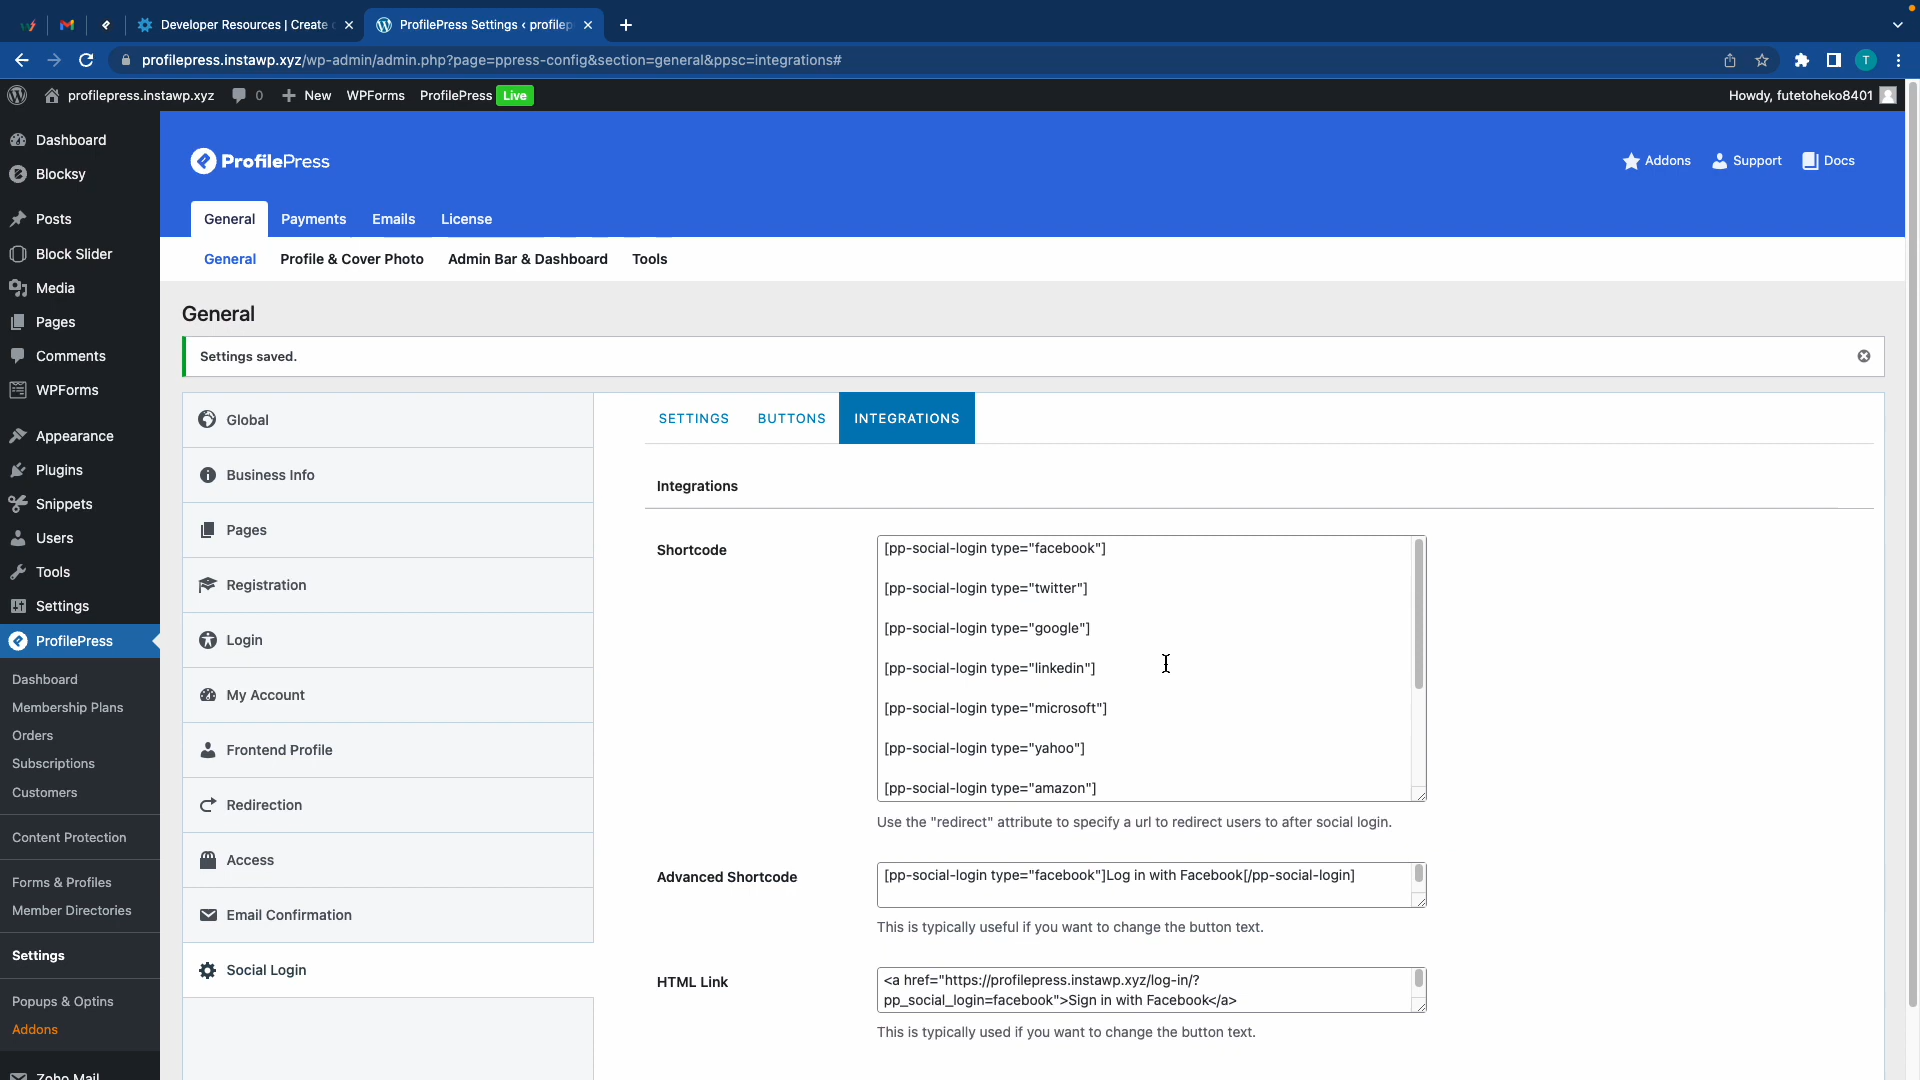 Developer Resources | Create
ProfilePress Settings ‹ profilep
profilepress.instawp.xyz/wp-admin/admin.php?page=ppress-config&section=general&ppsc=integrations#
T
profilepress.instawp.xyz
0
New
WPForms
ProfilePress
Live
Howdy, futetoheko8401
Dashboard
Blocksy
Posts
Block Slider
Media
Pages
Comments
WPForms
Appearance
Plugins
Snippets
Users
Tools
Settings
ProfilePress
Dashboard
Membership Plans
Orders
Subscriptions
Customers
Content Protection
Forms & Profiles
Member Directories
Settings
Popups & Optins
Addons
Zoho Mail
ProfilePress
Addons
Support
Docs
General
Payments
Emails
License
General
Profile & Cover Photo
Admin Bar & Dashboard
Tools
General
Settings saved.
Global
Business Info
Pages
Registration
Login
My Account
Frontend Profile
Redirection
Access
Email Confirmation
Social Login
SETTINGS
BUTTONS
INTEGRATIONS
Integrations
Shortcode
[pp-social-login type="facebook"]
[pp-social-login type="twitter"]
[pp-social-login type="google"]
[pp-social-login type="linkedin"]
[pp-social-login type="microsoft"]
[pp-social-login type="yahoo"]
[pp-social-login type="amazon"]
Use the "redirect" attribute to specify a url to redirect users to after social login.
Advanced Shortcode
[pp-social-login type="facebook"]Log in with Facebook[/pp-social-login]
This is typically useful if you want to change the button text.
HTML Link
<a href="https://profilepress.instawp.xyz/log-in/?
pp_social_login=facebook">Sign in with Facebook</a>
This is typically used if you want to change the button text.